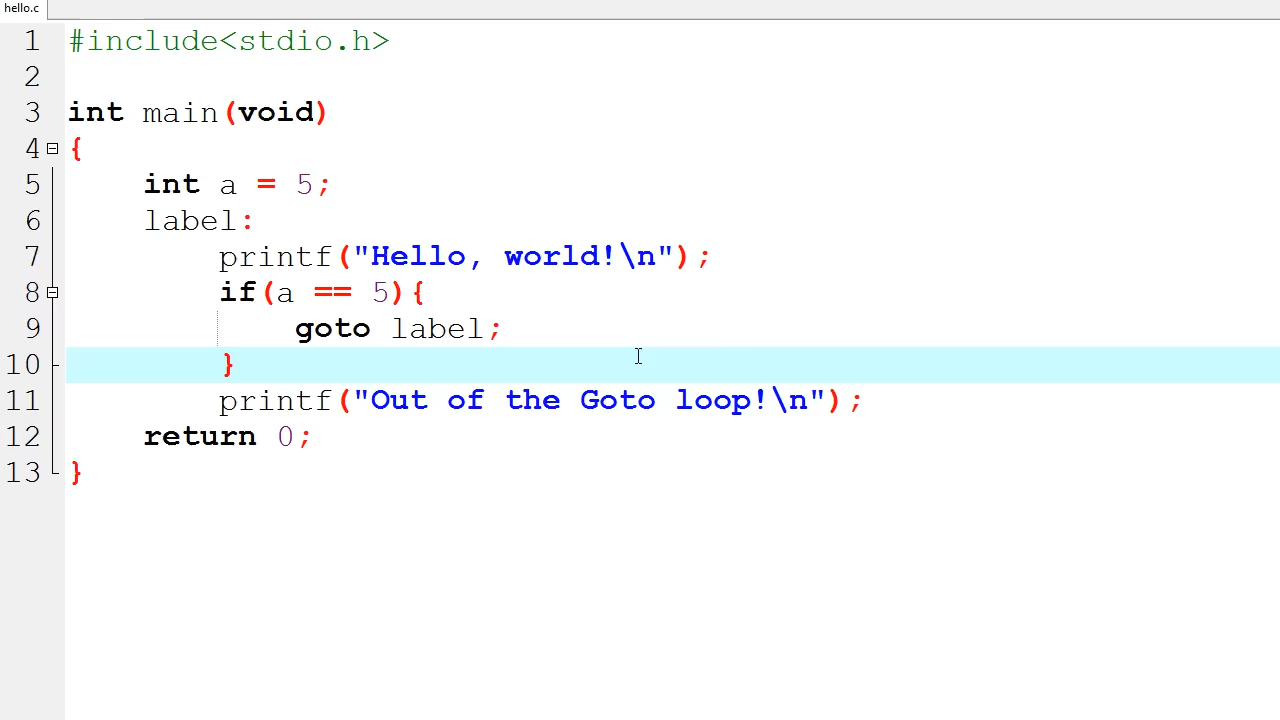 hello.c
1 #include<stdio.h>
2
3 int main(void)
4 {
5 int a = 5;
6 label:
7 printf("Hello, world!\n");
8 if(a == 5){
9 goto label;
10 }
11 printf("Out of the Goto loop!\n");
12 return 0;
13 }